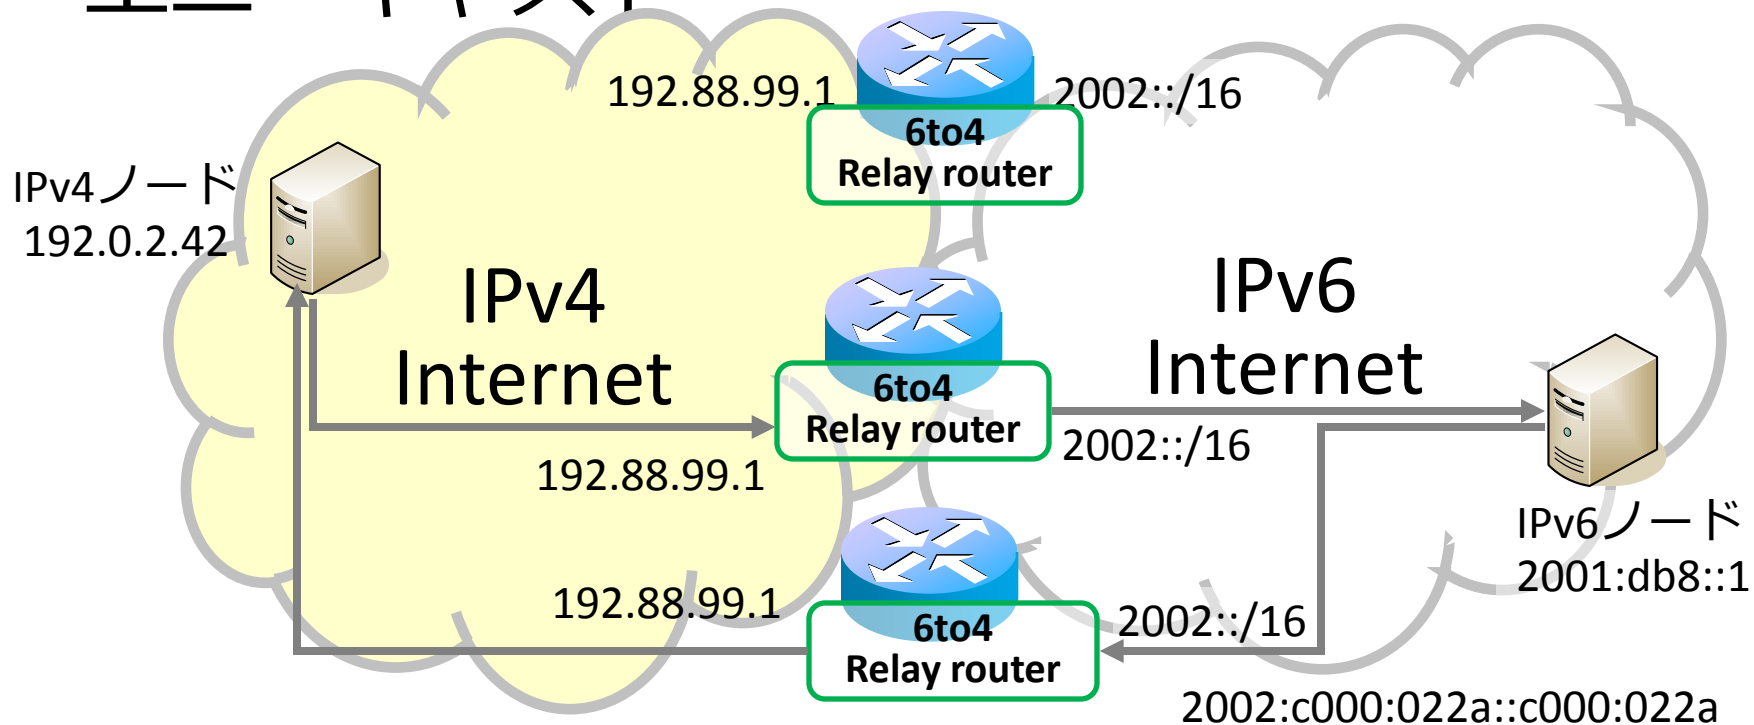 192.88.99.1
2002::/16
6to4
Relay router
IPv4ノード
192.0.2.42
IPv4
Internet
IPv6
Internet
6to4
Relay router
192.88.99.1
2002::/16
IPv6ノード
2001:db8::1
192.88.99.1
2002::/16
6to4
Relay router
2002:c000:022a::c000:022a